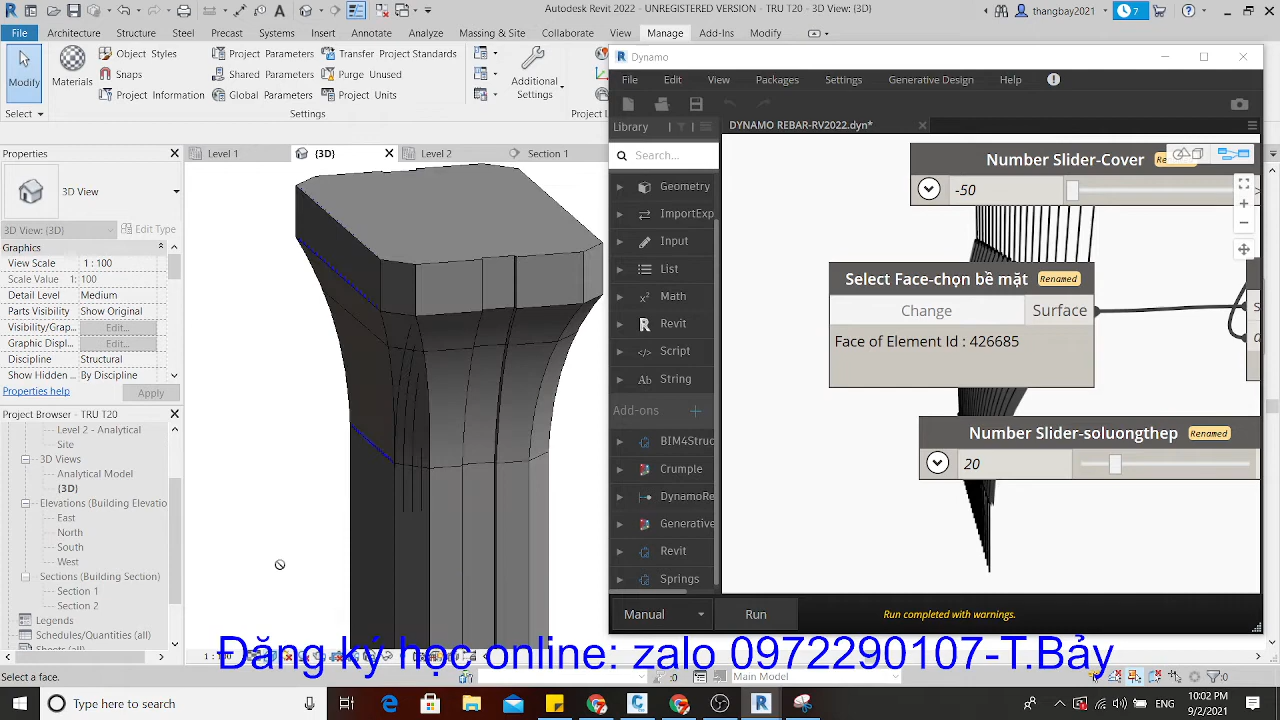 Autodesk Revit 2022 - UNREGISTERED VERSION - TRU T20 - 3D View: {3D}
thangbay2021
7
File
Architecture
Structure
Steel
Precast
Systems
Insert
Annotate
Analyze
Massing & Site
Collaborate
View
Manage
Add-Ins
Modify
Modify
Materials
Object Styles
Snaps
Project Information
Project Parameters
Shared Parameters
Global Parameters
Transfer Project Standards
Purge Unused
Project Units
Additional
Settings
Select
Settings
Properties
3D View
3D View: {3D}
Edit Type
Graphics
View Scale 1 : 100
Scale Value 1: 100
Detail Level Medium
Parts Visibility Show Original
Visibility/Grap... Edit...
Graphic Displ... Edit...
Discipline Structural
Show Hidden ... By Discipline
Properties help
Apply
Project Browser - TRU T20
Level 2 - Analytical
Site
3D Views
Analytical Model
{3D}
Elevations (Building Elevatio
East
North
South
West
Sections (Building Section)
Section 1
Section 2
Legends
Schedules/Quantities (all)
Level 1
{3D}
Level 2
Section 1
Dynamo
File
Edit
View
Packages
Settings
Generative Design
Help
Library
DYNAMO REBAR-RV2022.dyn*
Search...
Geometry
ImportExp
Input
List
Math
Revit
Script
Ab String
Add-ons
BIM4Struc
Crumple
DynamoRe
Generative
Revit
Springs
Number Slider-Cover
-50
Select Face-chọn bề mặt Renamed
Change
Surface
Face of Element Id : 426685
Number Slider-soluongthep Renamed
20
Manual
Run
Run completed with warnings.
Đăng ký học online: zalo 0972290107-T.Bảy
Select a face.
:0
Main Model
:0
Type here to search
10:02 PM
9/2/2021